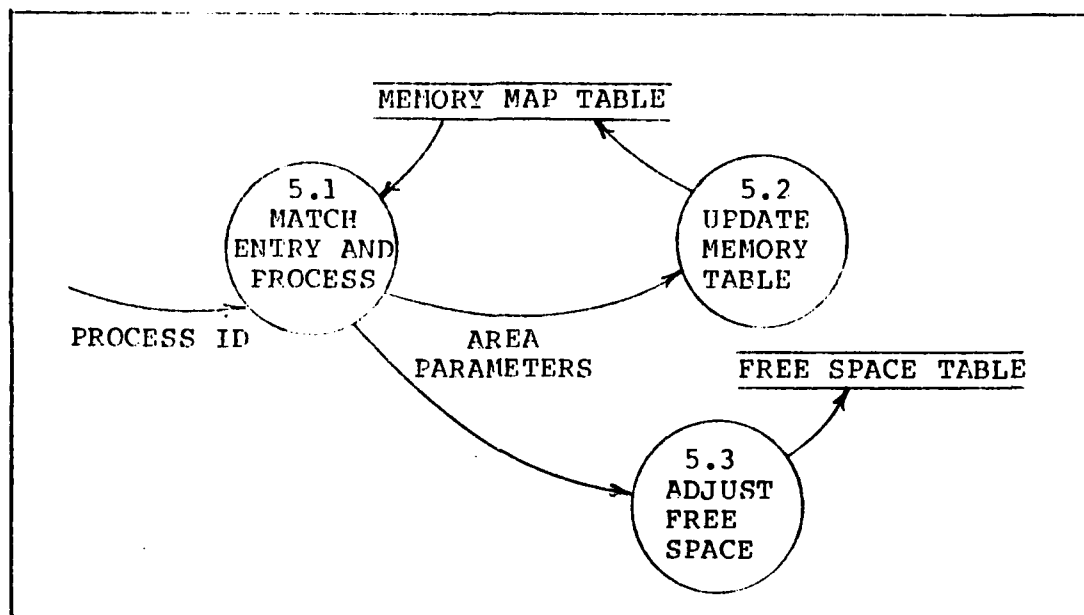 MEMORY MAP TABLE
5.1
MATCH
ENTRY AND
PROCESS
5.2
UPDATE
MEMORY
TABLE
PROCESS ID
AREA
PARAMETERS
FREE SPACE TABLE
5.3
ADJUST
FREE
SPACE